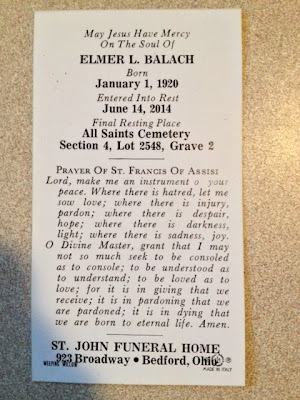 May Jesus Have Mercy
On The Soul Of
ELMER L. BALACH
Born
January 1, 1920
Entered Into Rest
June 14, 2014
Final Resting Place
All Saints Cemetery
Section 4, Lot 2548, Grave 2
PRAYER OF ST. FRANCIS OF ASSISI
Lord, make me an instrument o your
peace. Where there is hatred, let me
sow love; where there is injury,
pardon; where there is despair,
hope; where there is darkness,
light; where there is sadness, joy.
O Divine Master, grant that I may
not so much seek to be consoled
as to console; to be understood as
to understand; to be loved as to
love; for it is in giving that we
receive; it is in pardoning that we
are pardoned; it is in dying that
we are born to eternal life. Amen.
ST. JOHN FUNERAL HOME
923 Broadway • Bedford, Ohio
WEEPING WILLOW
®
MADE IN ITALY